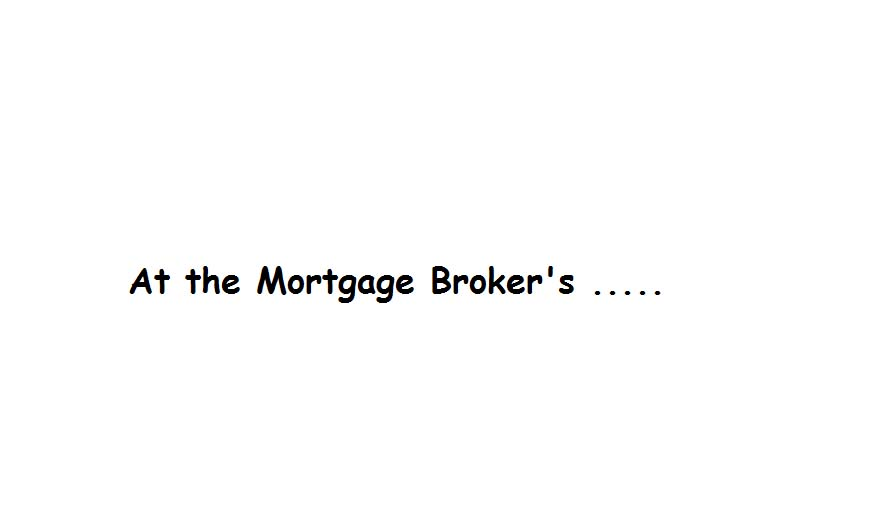 At the Mortgage Broker's .....